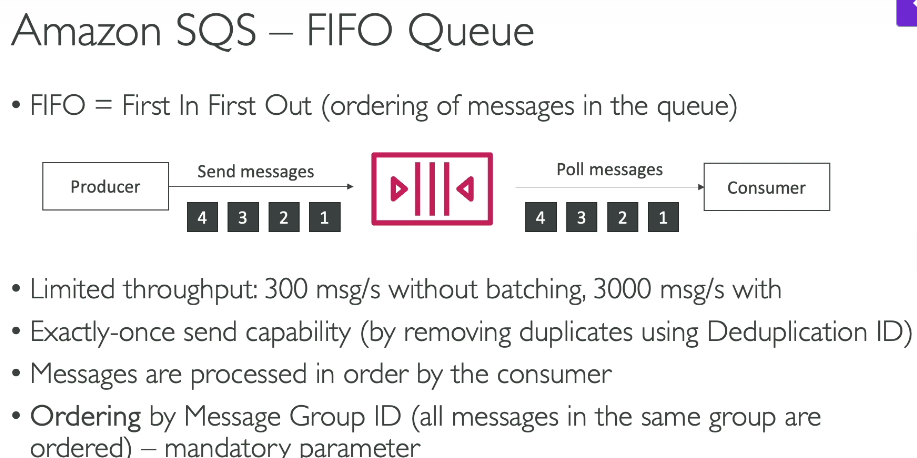 Amazon SQS – FIFO Queue
• FIFO = First In First Out (ordering of messages in the queue)
Producer
Send messages
4 3 2 1
Poll messages
4 3 2 1
Consumer
• Limited throughput: 300 msg/s without batching, 3000 msg/s with
• Exactly-once send capability (by removing duplicates using Deduplication ID)
• Messages are processed in order by the consumer
• Ordering by Message Group ID (all messages in the same group are
ordered) – mandatory parameter